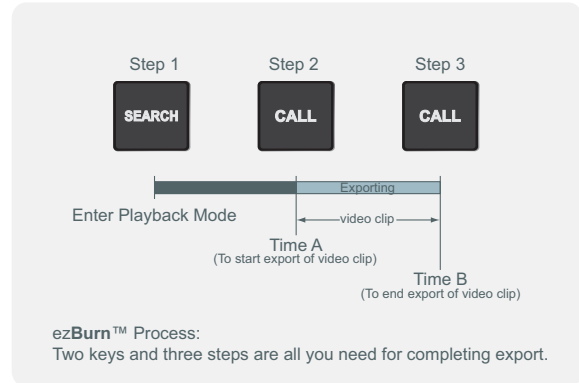 Step 1 Step 2 Step 3
SEARCH CALL CALL
Exporting
Enter Playback Mode
video clip
Time A
(To start export of video clip)
Time B
(To end export of video clip)
ezBurn™ Process:
Two keys and three steps are all you need for completing export.